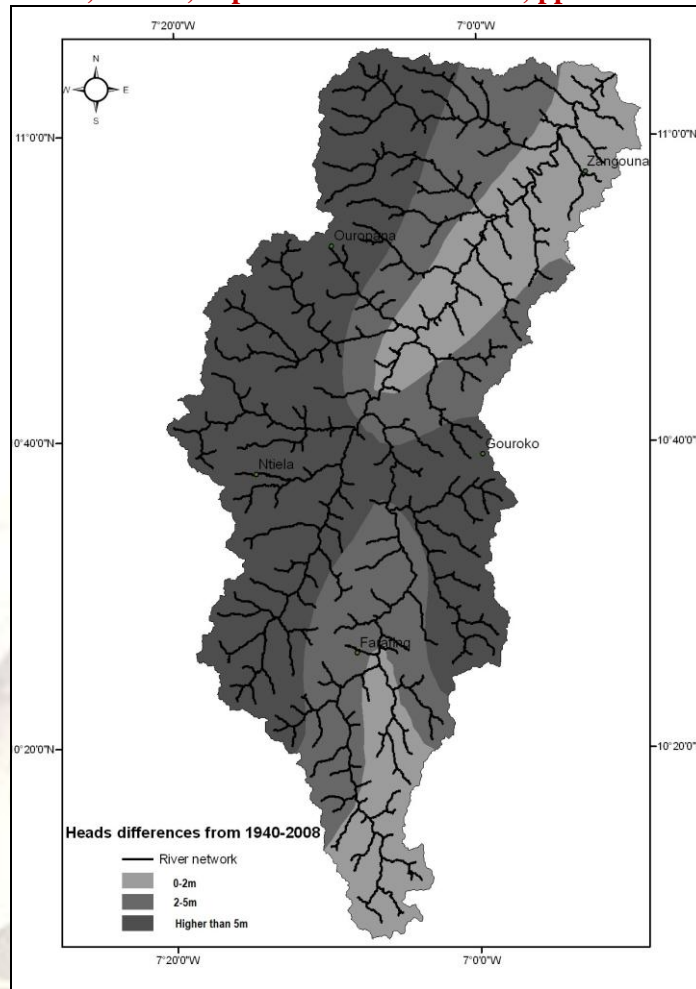 7°20'0"W 7°0'0"W
N
W E
S
11°0'0"N 11°0'0"N
Zangouna
Ouropana
0°40'0"N 10°40'0"N
Gouroko
Ntiela
Farating
0°20'0"N 10°20'0"N
Heads differences from 1940-2008
River network
0-2m
2-5m
Higher than 5m
7°20'0"W 7°0'0"W